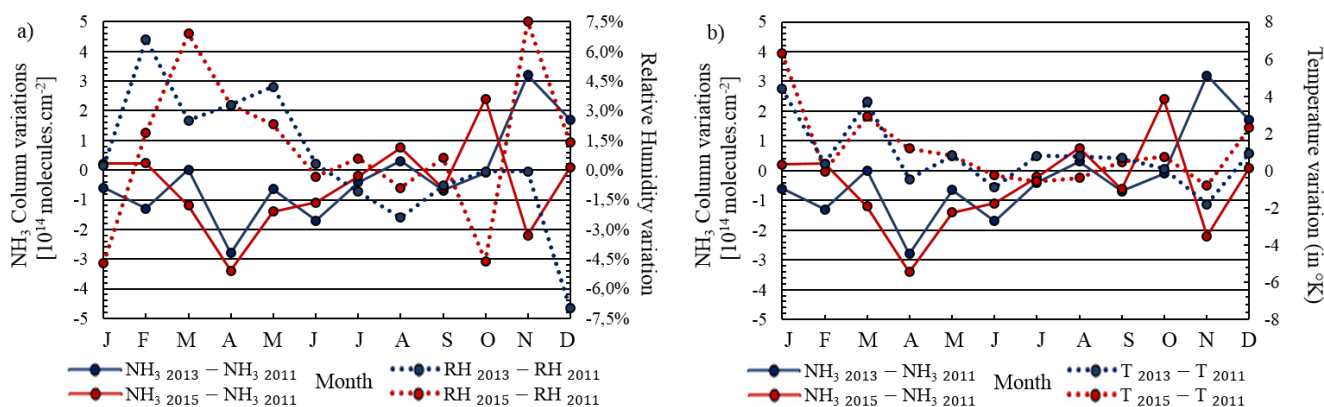 a)
NH₃ Column variations
[10¹⁴ molecules.cm⁻²]
5
4
3
2
1
0
-1
-2
-3
-4
-5
7,5%
6,0%
4,5%
3,0%
1,5%
0,0%
-1,5%
-3,0%
-4,5%
-6,0%
-7,5%
Relative Humidity variation
J F M A M J J A S O N D
Month
NH₃ ₂₀₁₃ − NH₃ ₂₀₁₁
RH ₂₀₁₃ − RH ₂₀₁₁
NH₃ ₂₀₁₅ − NH₃ ₂₀₁₁
RH ₂₀₁₅ − RH ₂₀₁₁
b)
NH₃ Column variations
[10¹⁴ molecules.cm⁻²]
5
4
3
2
1
0
-1
-2
-3
-4
-5
8
6
4
2
0
-2
-4
-6
-8
Temperature variation (in °K)
J F M A M J J A S O N D
Month
NH₃ ₂₀₁₃ − NH₃ ₂₀₁₁
T ₂₀₁₃ − T ₂₀₁₁
NH₃ ₂₀₁₅ − NH₃ ₂₀₁₁
T ₂₀₁₅ − T ₂₀₁₁